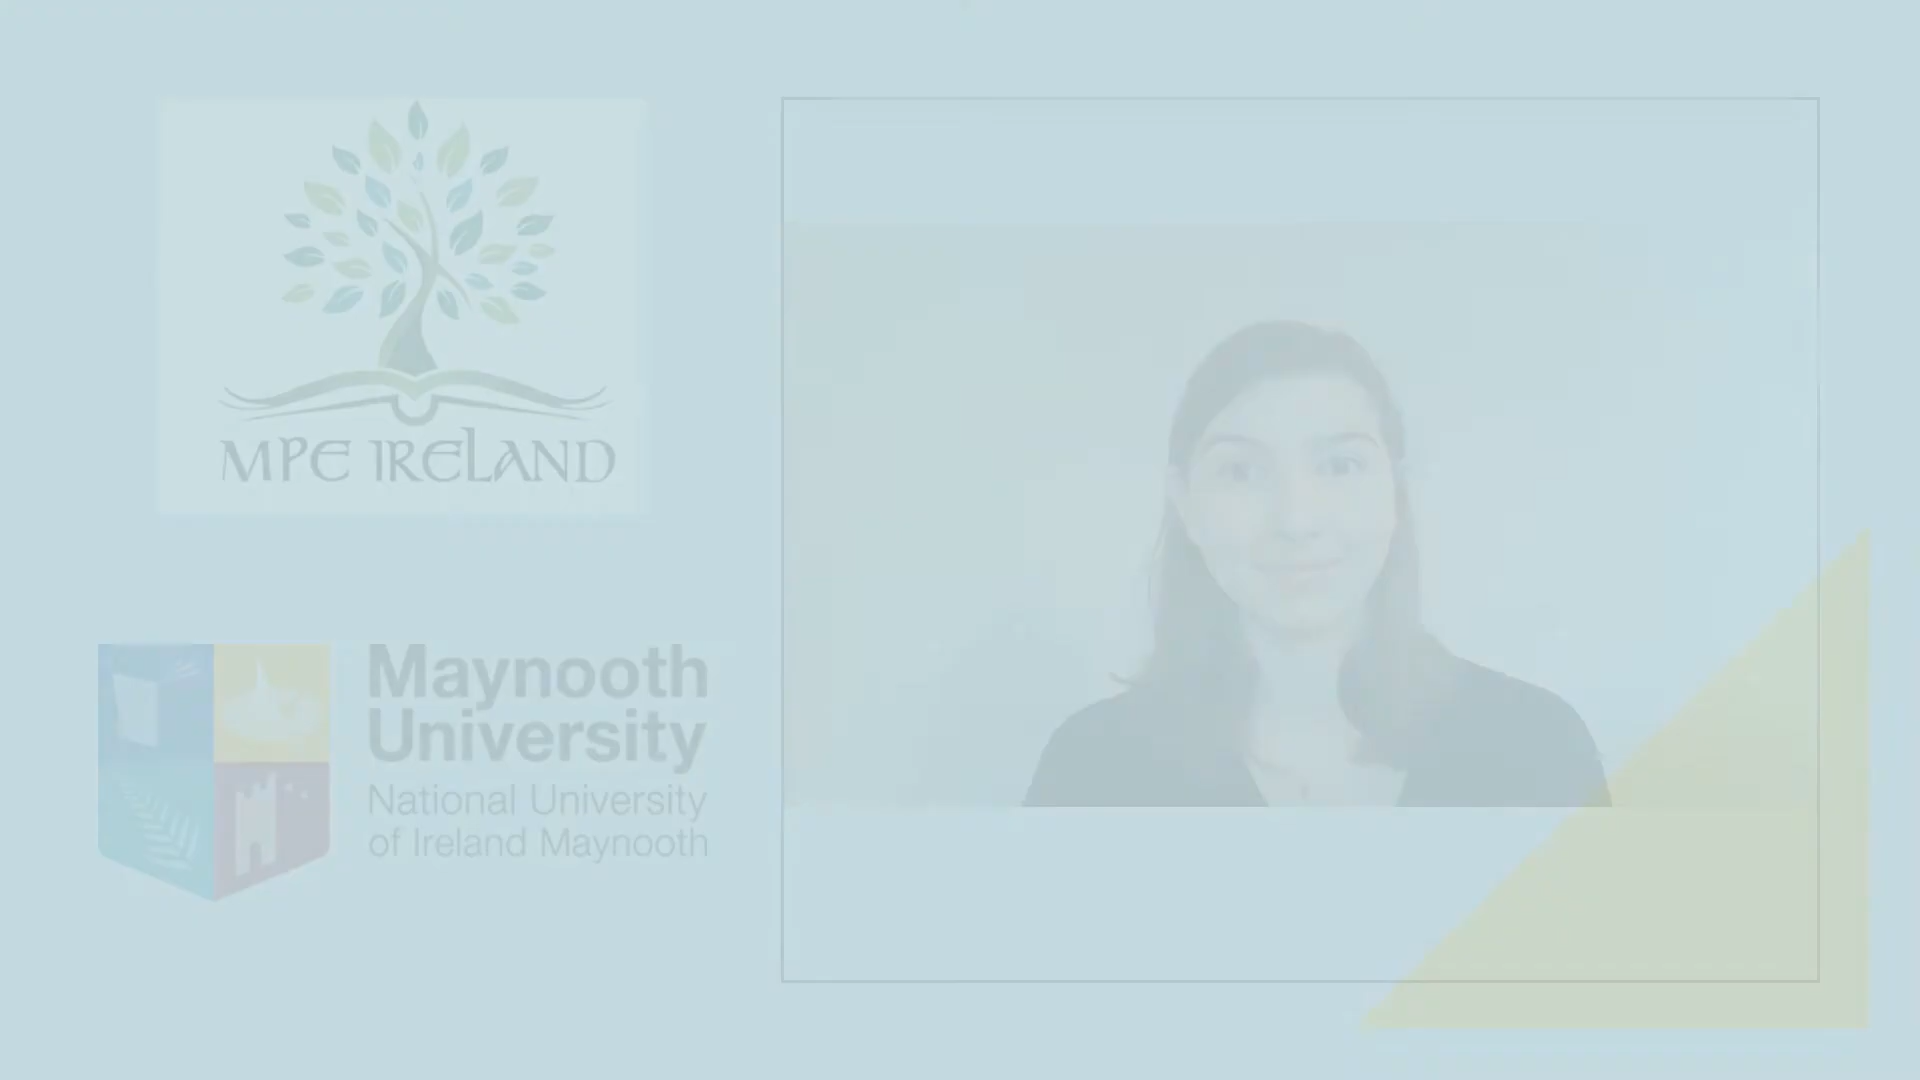 MPE IRELAND
Maynooth
University
National University
of Ireland Maynooth